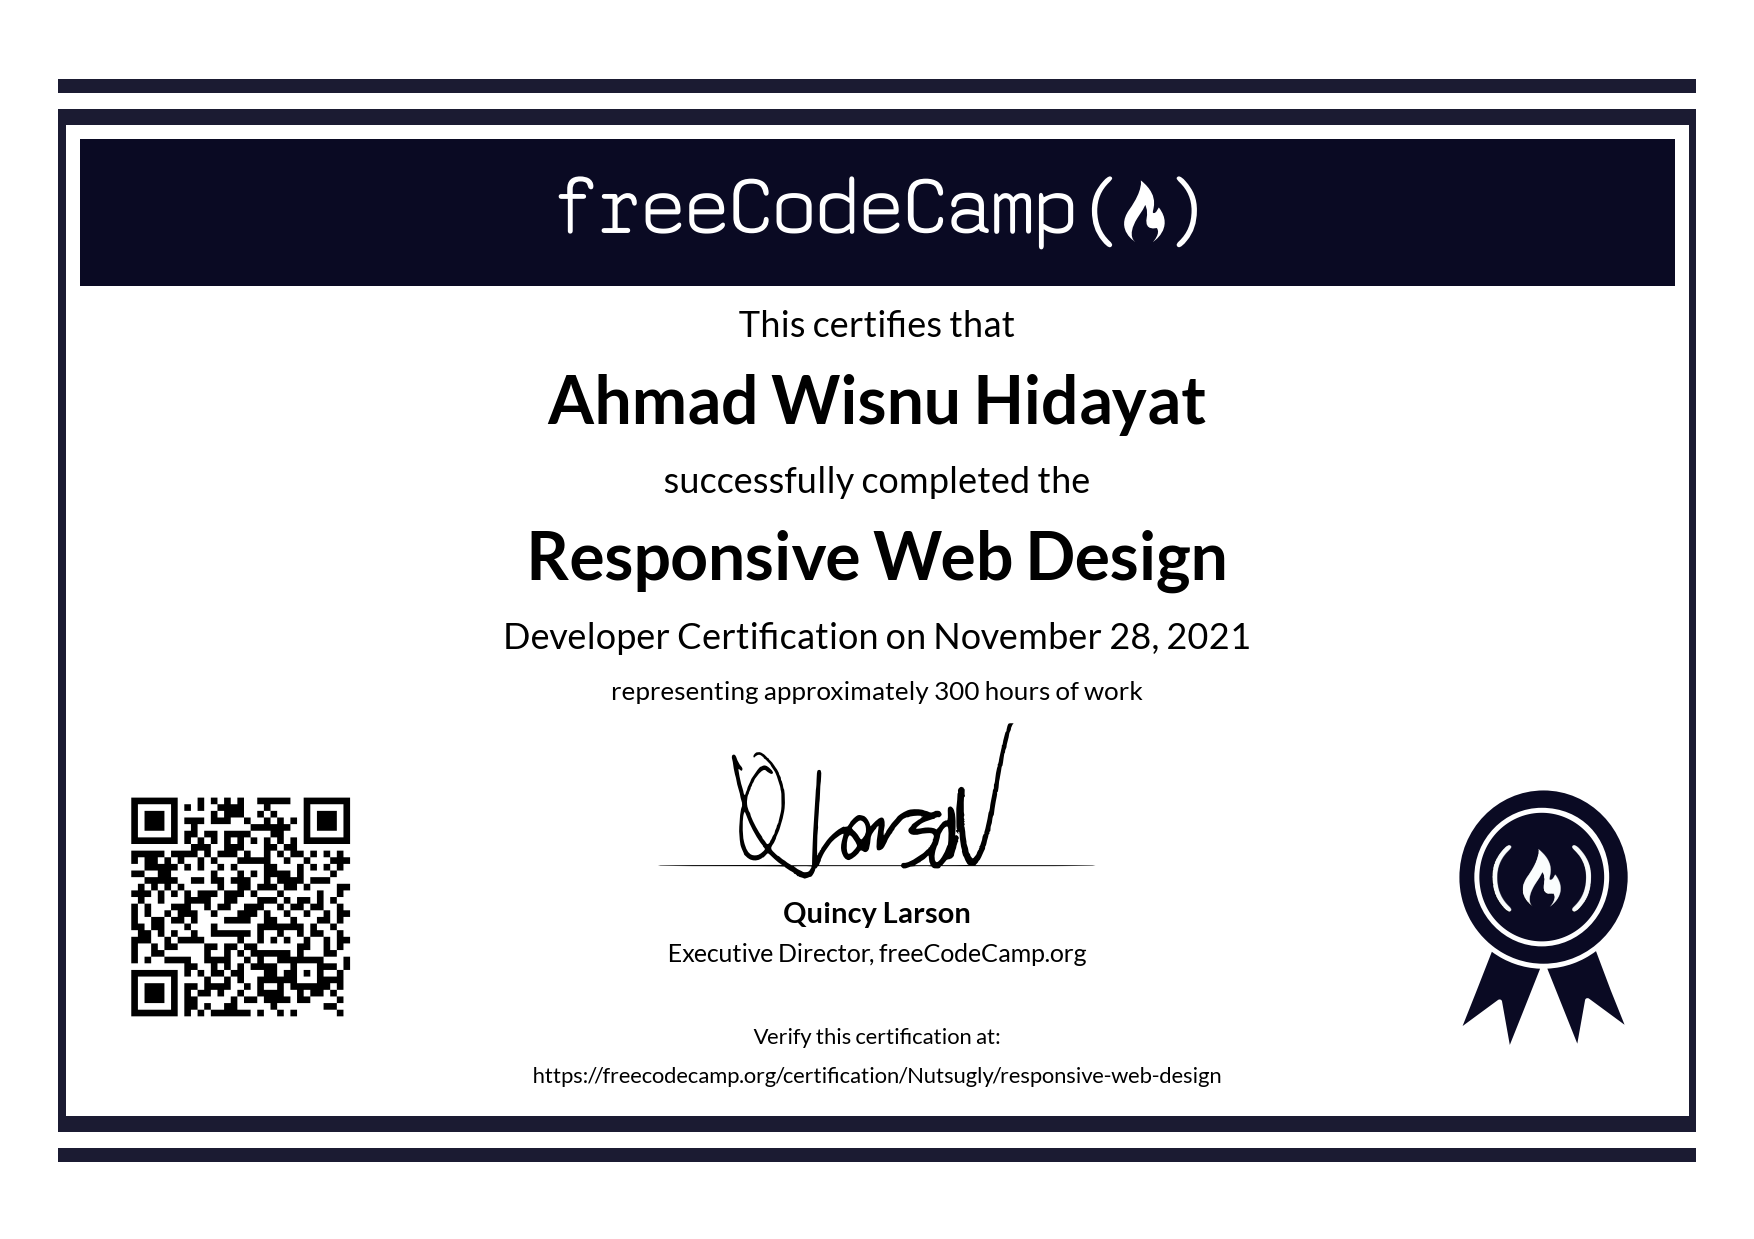 freeCodeCamp
This certifies that
Ahmad Wisnu Hidayat
successfully completed the
Responsive Web Design
Developer Certification on November 28, 2021
representing approximately 300 hours of work
Q Larson
Quincy Larson
Executive Director, freeCodeCamp.org
Verify this certification at:
https://freecodecamp.org/certification/Nutsugly/responsive-web-design